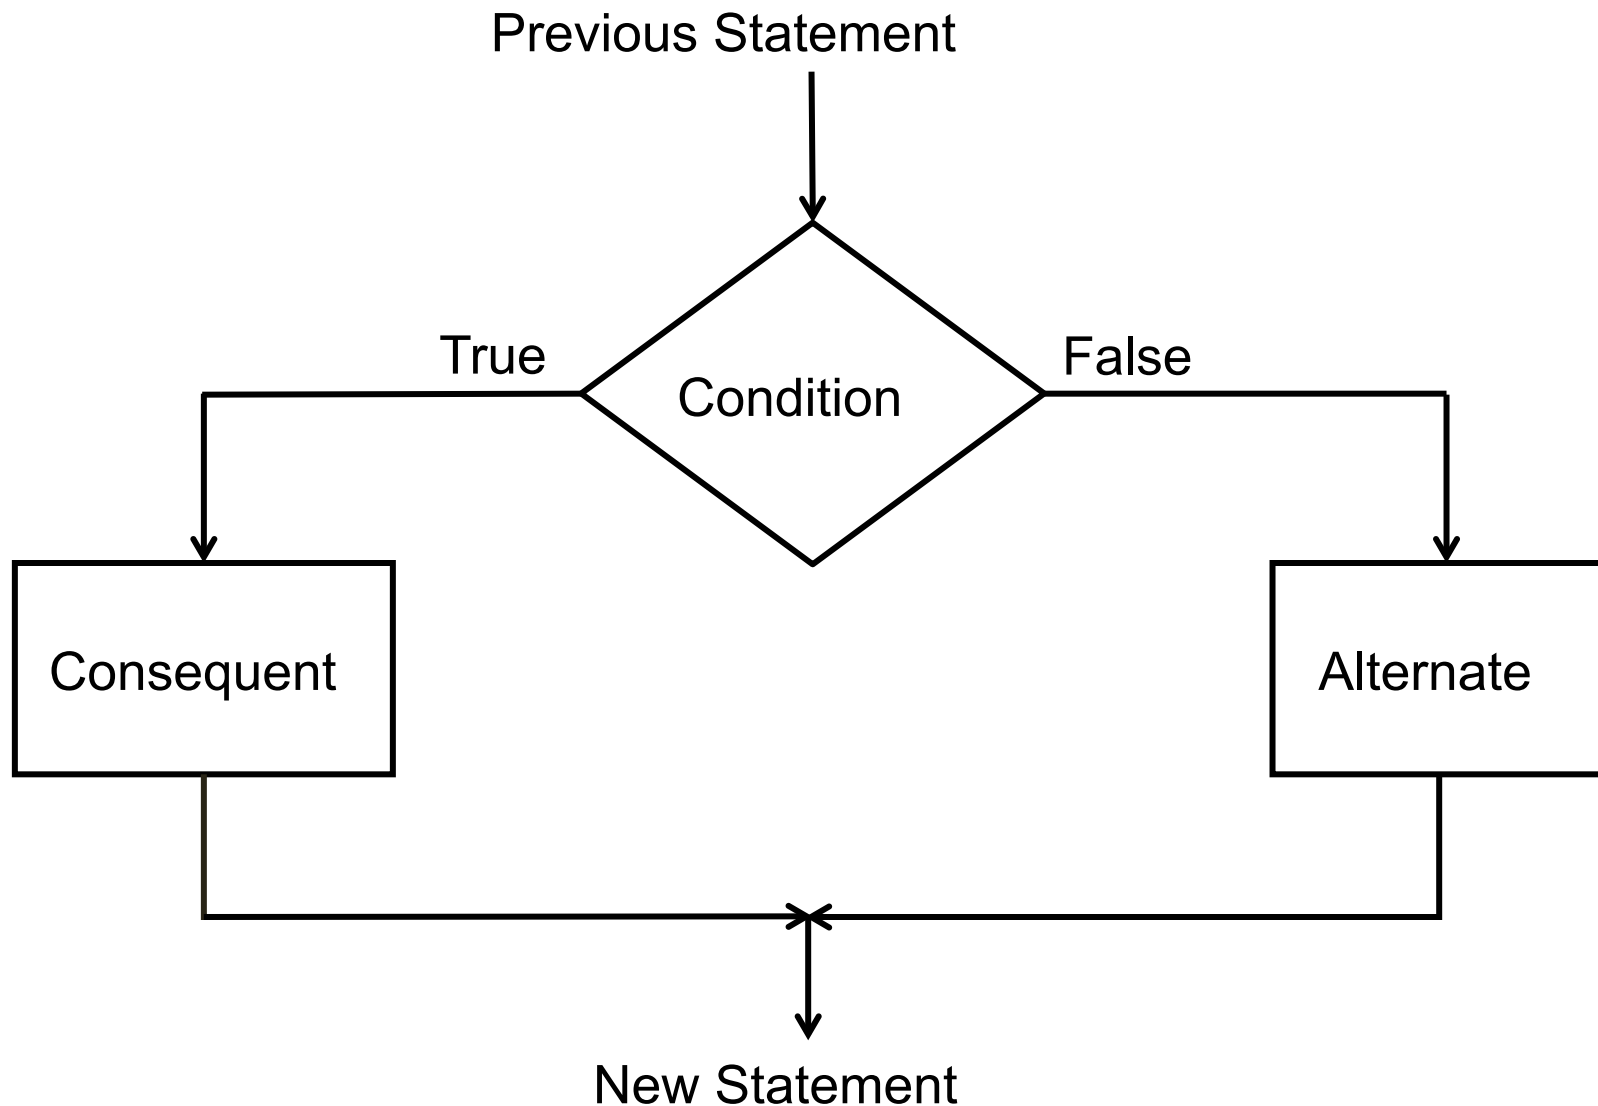 Previous Statement
True
False
Condition
Consequent
Alternate
New Statement